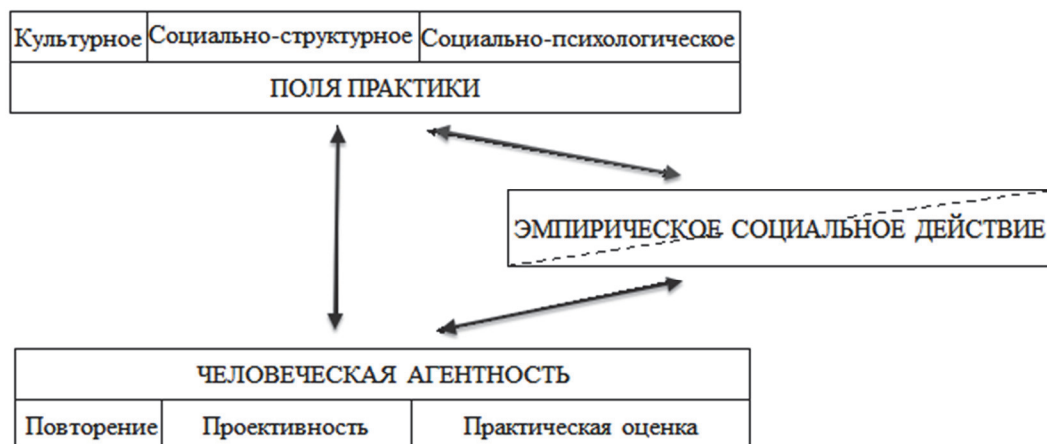 Культурное Социально-структурное Социально-психологическое
ПОЛЯ ПРАКТИКИ
ЭМПИРИЧЕСКОЕ СОЦИАЛЬНОЕ ДЕЙСТВИЕ
ЧЕЛОВЕЧЕСКАЯ АГЕНТНОСТЬ
Повторение Проективность Практическая оценка